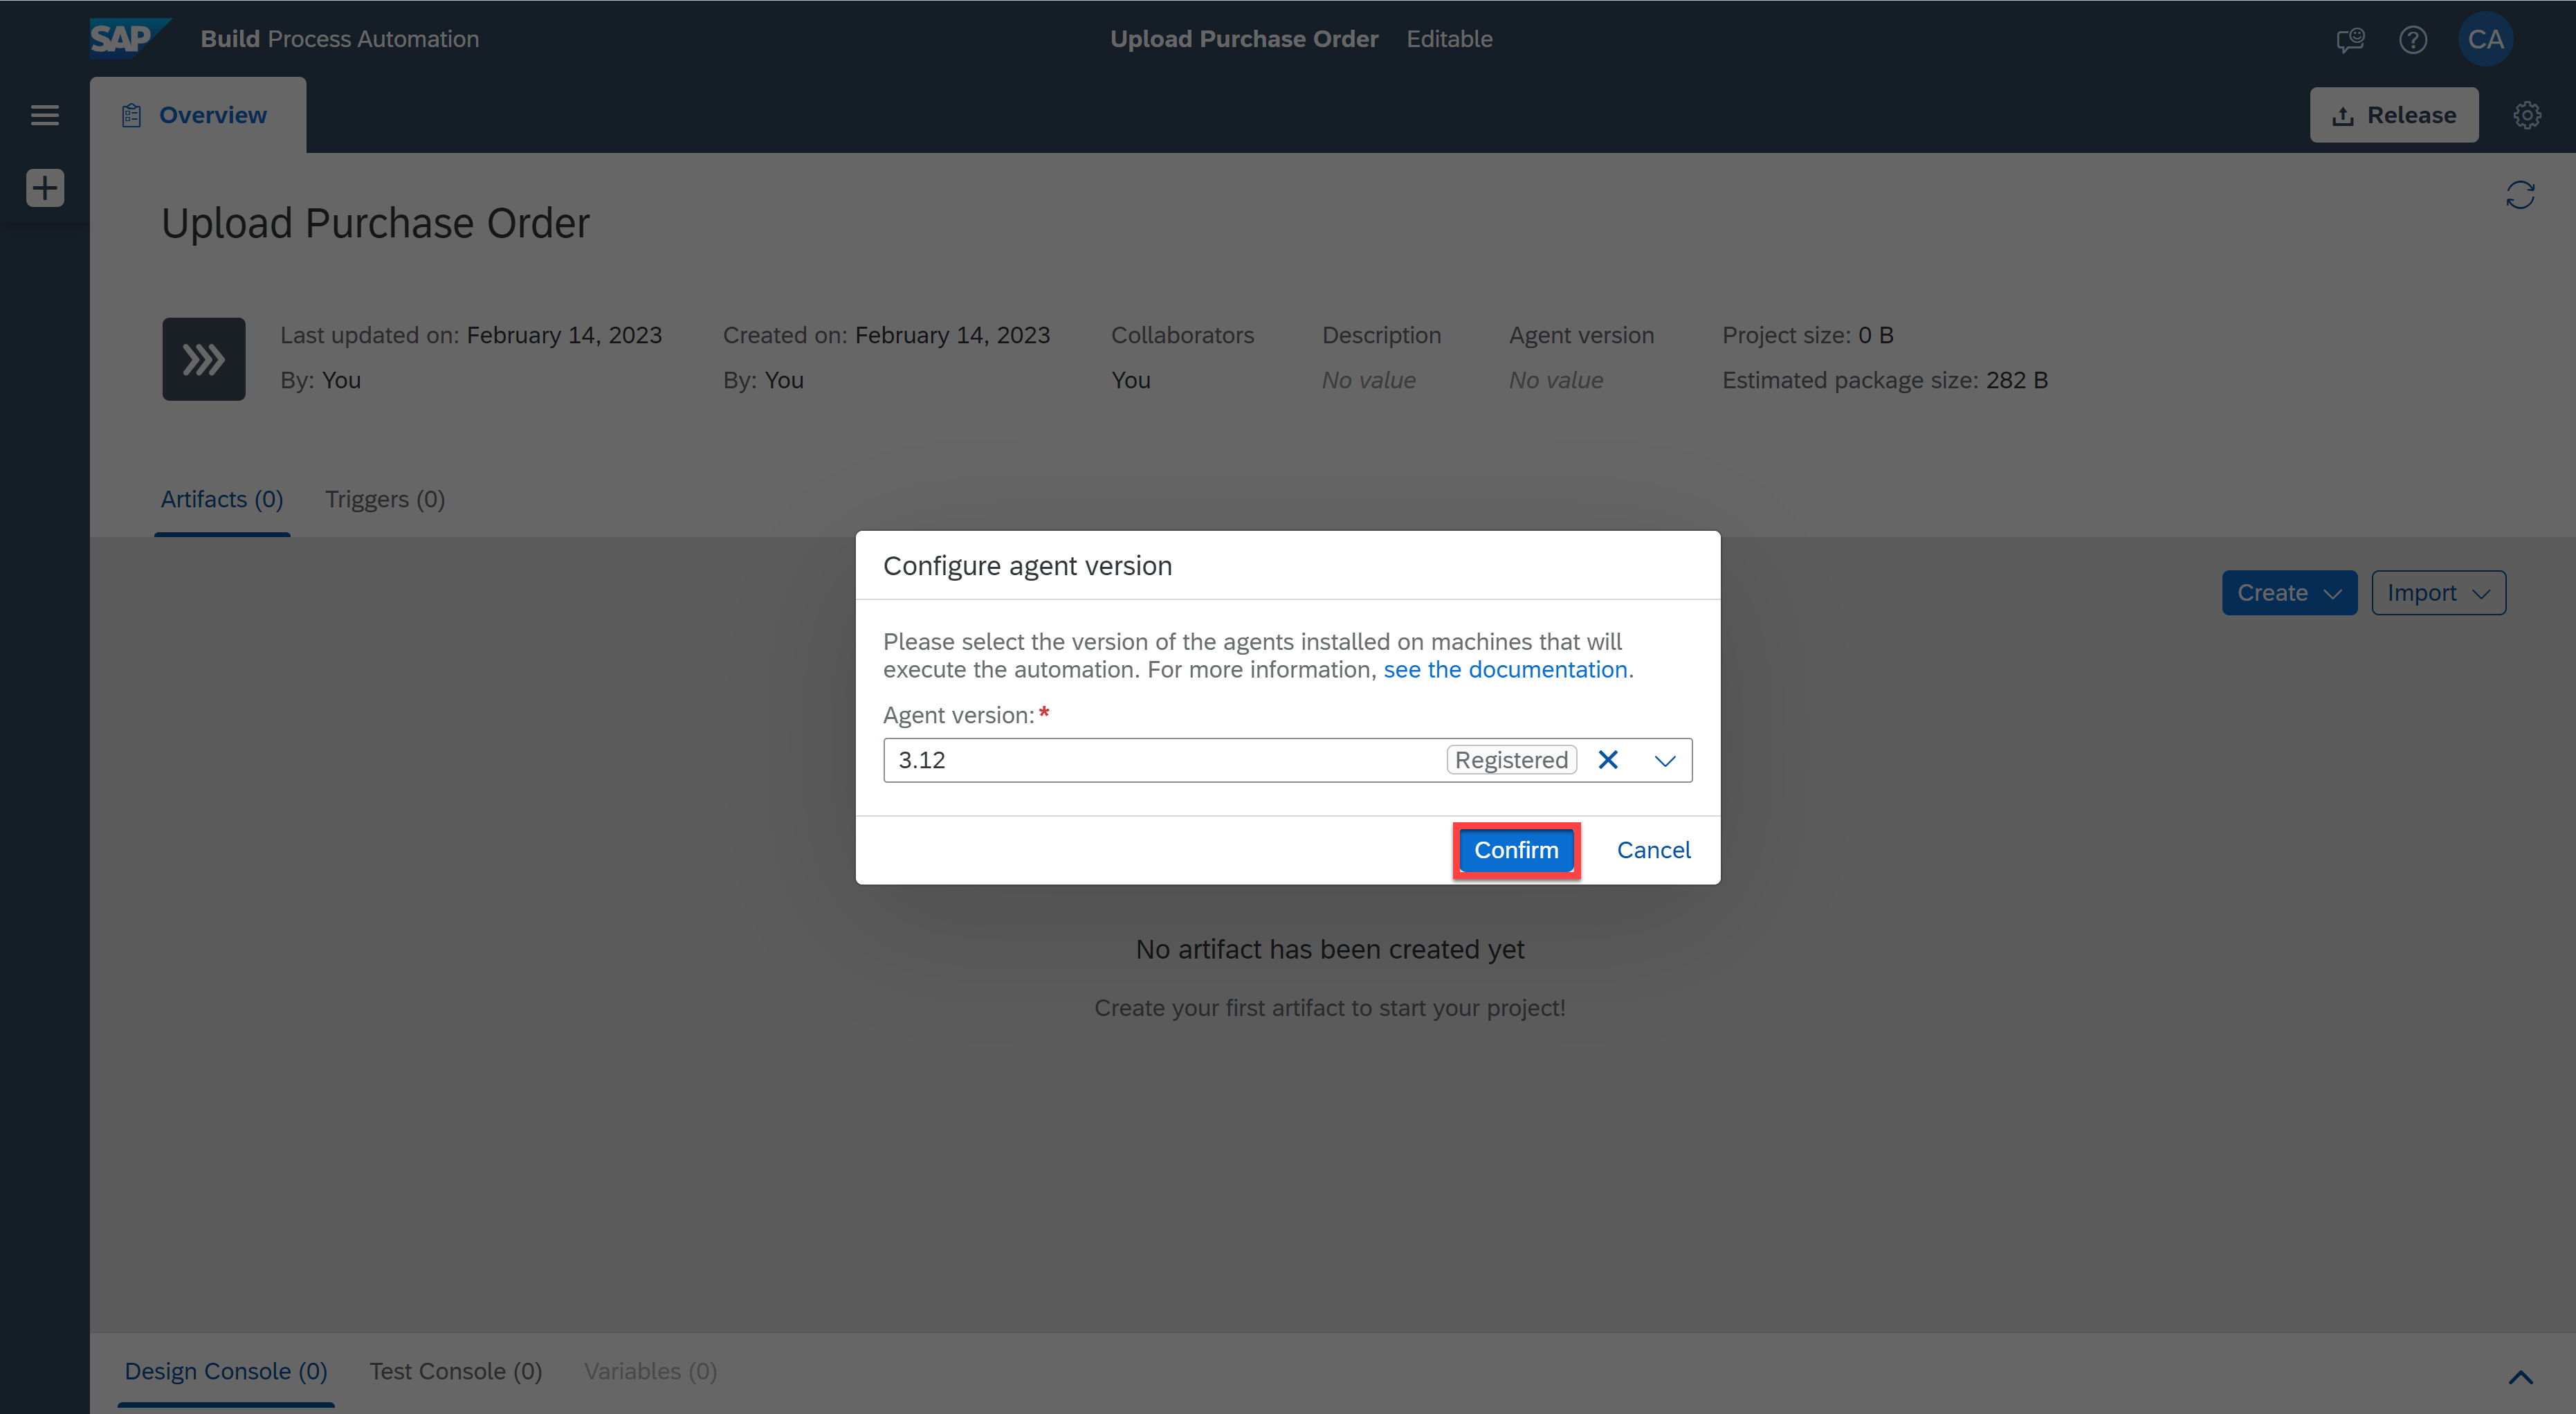 SAP Build Process Automation
Upload Purchase Order Editable
CA
Overview
Release
Upload Purchase Order
Last updated on: February 14, 2023
By: You
Created on: February 14, 2023
By: You
Collaborators
You
Description
No value
Agent version
No value
Project size: 0 B
Estimated package size: 282 B
Artifacts (0) Triggers (0)
Create Import
Configure agent version
Please select the version of the agents installed on machines that will
execute the automation. For more information, see the documentation.
Agent version:*
3.12 Registered
Confirm Cancel
No artifact has been created yet
Create your first artifact to start your project!
Design Console (0) Test Console (0) Variables (0)